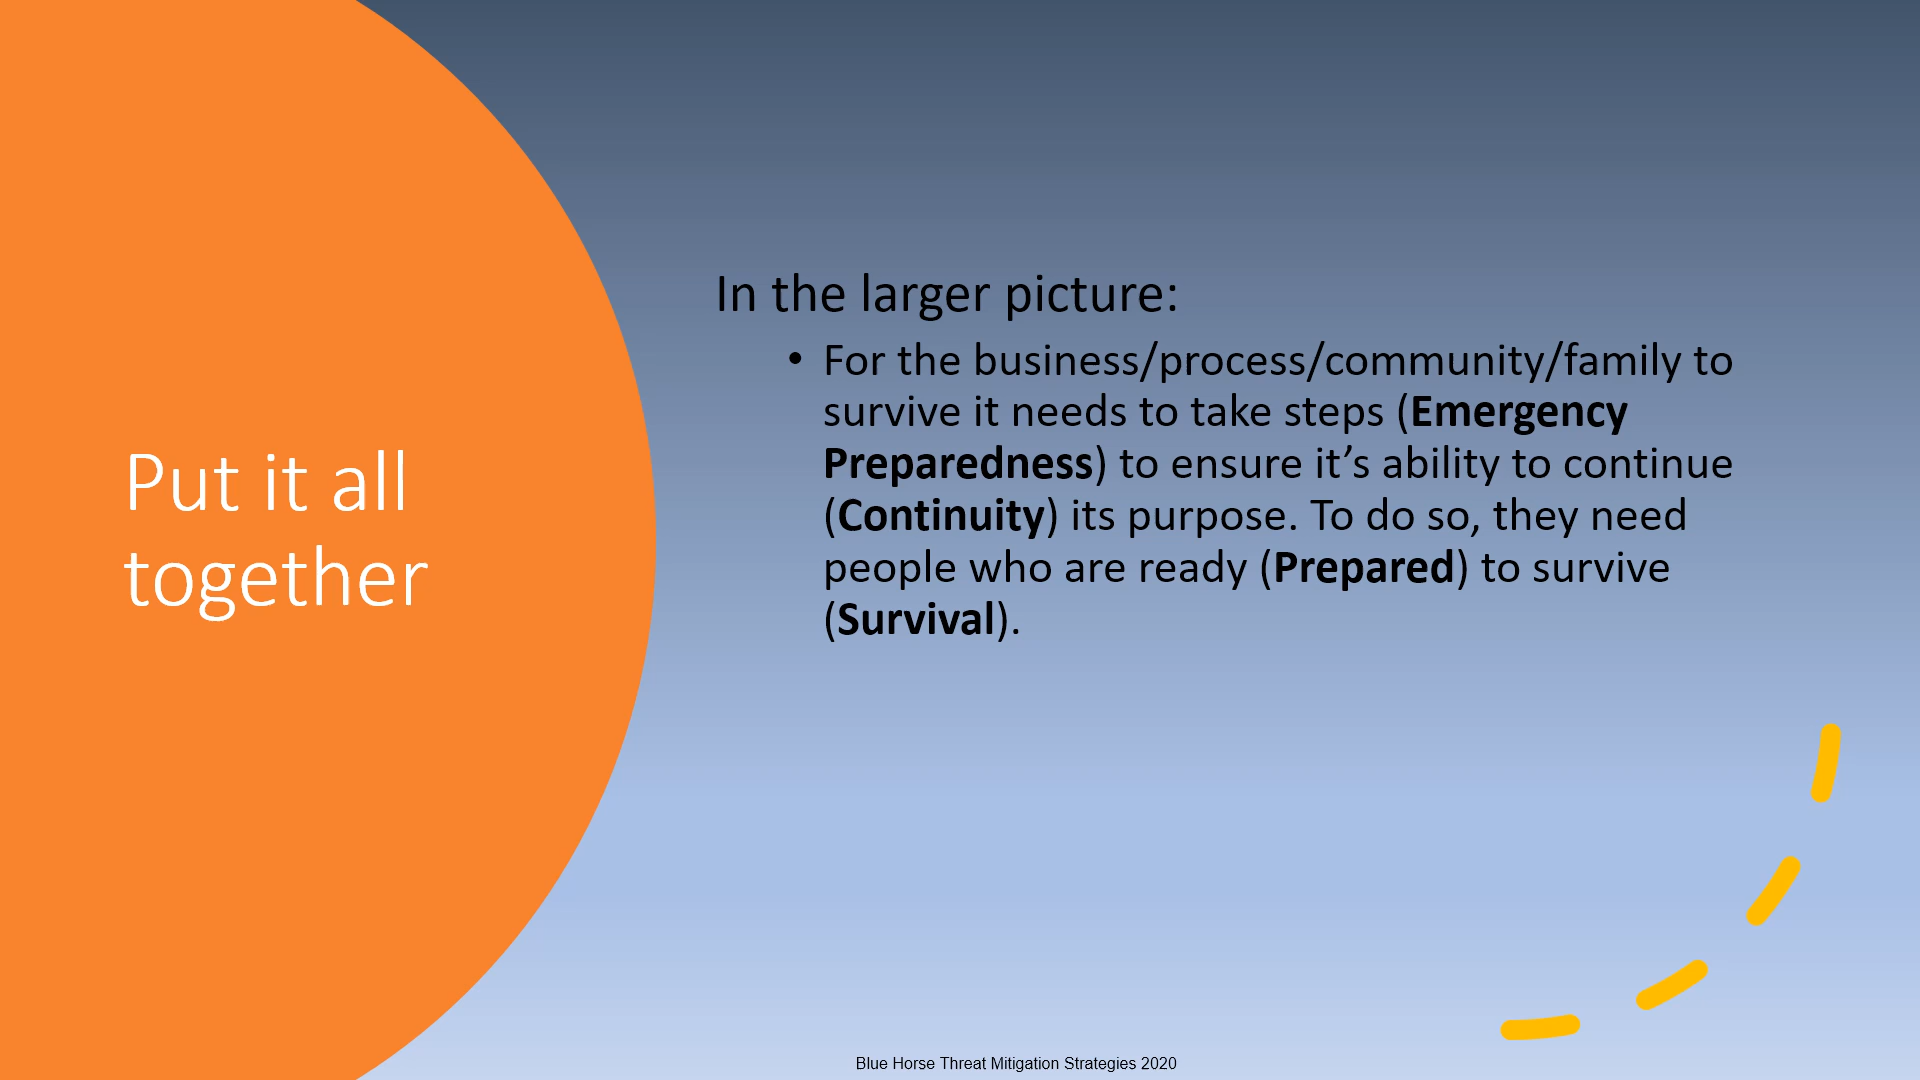 Put it all
together
In the larger picture:
• For the business/process/community/family to
survive it needs to take steps (Emergency
Preparedness) to ensure it’s ability to continue
(Continuity) its purpose. To do so, they need
people who are ready (Prepared) to survive
(Survival).
Blue Horse Threat Mitigation Strategies 2020